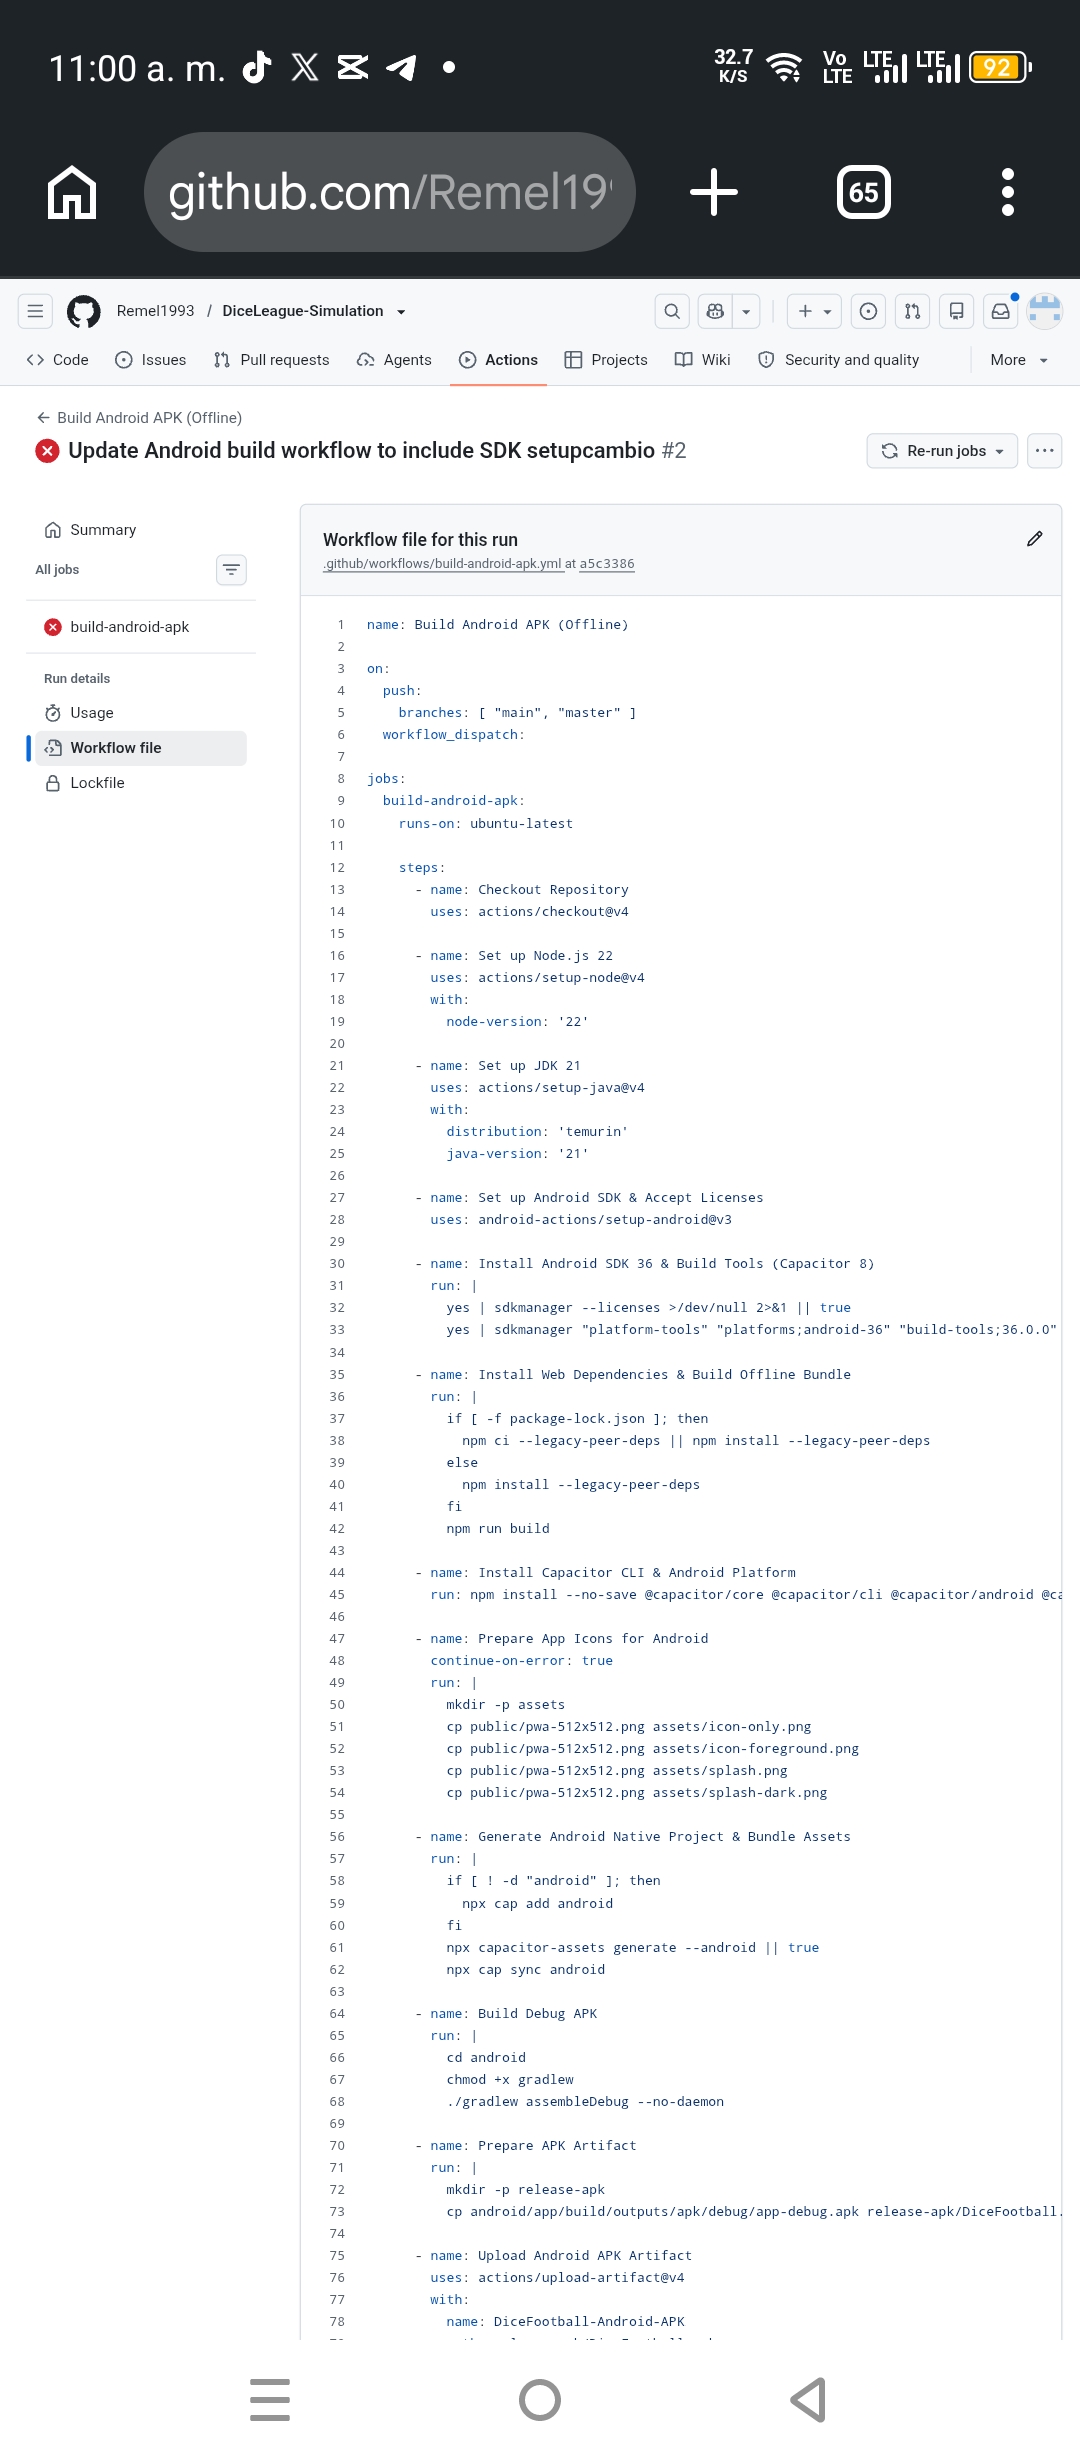 11:00 a. m.
32.7 K/S
Vo LTE
LTE
LTE
92
github.com/Remel19
65
Remel1993 / DiceLeague-Simulation
Code
Issues
Pull requests
Agents
Actions
Projects
Wiki
Security and quality
More
Build Android APK (Offline)
Update Android build workflow to include SDK setupcambio #2
Re-run jobs
Summary
All jobs
build-android-apk
Run details
Usage
Workflow file
Lockfile
Workflow file for this run
.github/workflows/build-android-apk.yml at a5c3386
1 name: Build Android APK (Offline)
2
3 on:
4   push:
5     branches: [ "main", "master" ]
6   workflow_dispatch:
7
8 jobs:
9   build-android-apk:
10     runs-on: ubuntu-latest
11
12     steps:
13       - name: Checkout Repository
14         uses: actions/checkout@v4
15
16       - name: Set up Node.js 22
17         uses: actions/setup-node@v4
18         with:
19           node-version: '22'
20
21       - name: Set up JDK 21
22         uses: actions/setup-java@v4
23         with:
24           distribution: 'temurin'
25           java-version: '21'
26
27       - name: Set up Android SDK & Accept Licenses
28         uses: android-actions/setup-android@v3
29
30       - name: Install Android SDK 36 & Build Tools (Capacitor 8)
31         run: |
32           yes | sdkmanager --licenses >/dev/null 2>&1 || true
33           yes | sdkmanager "platform-tools" "platforms;android-36" "build-tools;36.0.0"
34
35       - name: Install Web Dependencies & Build Offline Bundle
36         run: |
37           if [ -f package-lock.json ]; then
38             npm ci --legacy-peer-deps || npm install --legacy-peer-deps
39           else
40             npm install --legacy-peer-deps
41           fi
42           npm run build
43
44       - name: Install Capacitor CLI & Android Platform
45         run: npm install --no-save @capacitor/core @capacitor/cli @capacitor/android @ca
46
47       - name: Prepare App Icons for Android
48         continue-on-error: true
49         run: |
50           mkdir -p assets
51           cp public/pwa-512x512.png assets/icon-only.png
52           cp public/pwa-512x512.png assets/icon-foreground.png
53           cp public/pwa-512x512.png assets/splash.png
54           cp public/pwa-512x512.png assets/splash-dark.png
55
56       - name: Generate Android Native Project & Bundle Assets
57         run: |
58           if [ ! -d "android" ]; then
59             npx cap add android
60           fi
61           npx capacitor-assets generate --android || true
62           npx cap sync android
63
64       - name: Build Debug APK
65         run: |
66           cd android
67           chmod +x gradlew
68           ./gradlew assembleDebug --no-daemon
69
70       - name: Prepare APK Artifact
71         run: |
72           mkdir -p release-apk
73           cp android/app/build/outputs/apk/debug/app-debug.apk release-apk/DiceFootball.
74
75       - name: Upload Android APK Artifact
76         uses: actions/upload-artifact@v4
77         with:
78           name: DiceFootball-Android-APK